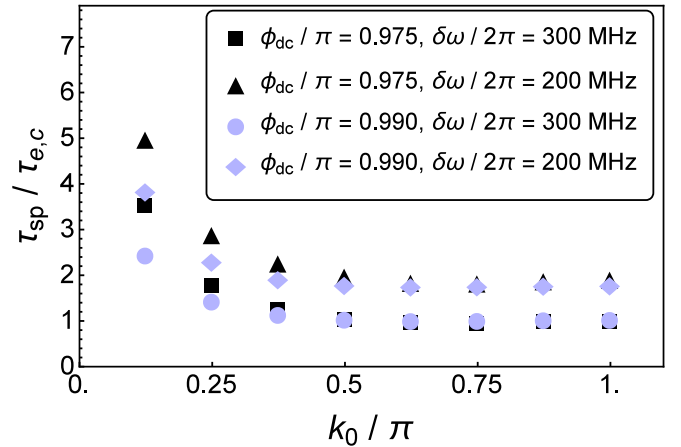 7
6
5
4
3
2
1
0
τsp / τe,c
ϕdc / π = 0.975, δω / 2π = 300 MHz
ϕdc / π = 0.975, δω / 2π = 200 MHz
ϕdc / π = 0.990, δω / 2π = 300 MHz
ϕdc / π = 0.990, δω / 2π = 200 MHz
0. 0.25 0.5 0.75 1.
k0 / π